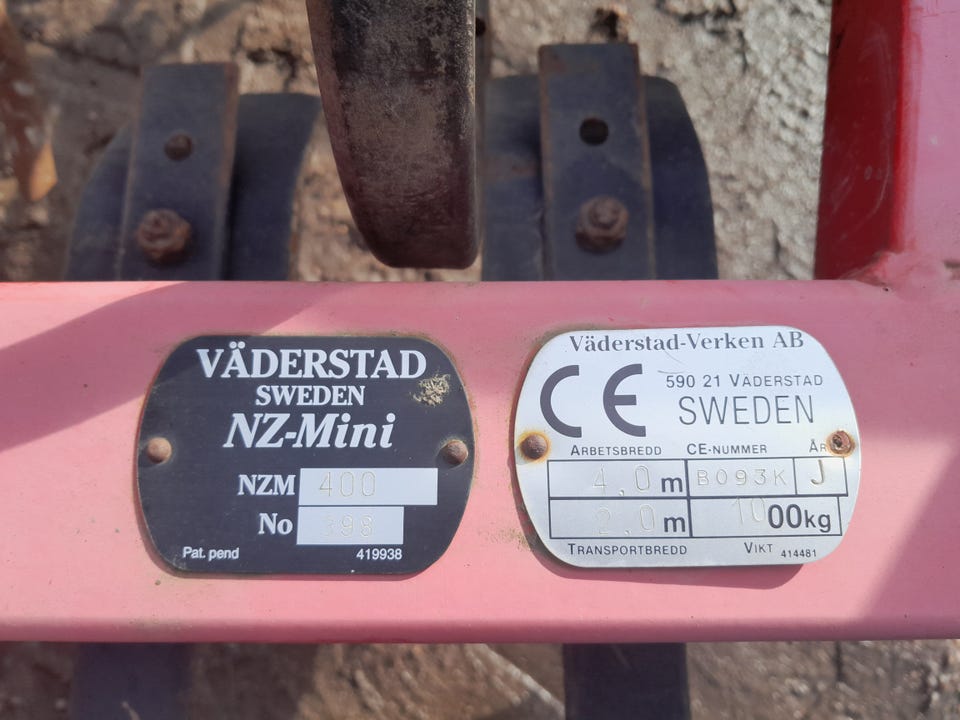 VÄDERSTAD
SWEDEN
NZ-Mini
NZM 400
No 398
Pat. pend 419938
Väderstad-Verken AB
CE 590 21 VÄDERSTAD
SWEDEN
ARBETSBREDD CE-NUMMER
4,0 m B093K J
2,0 m 1000kg
TRANSPORTBREDD VIKT 414481